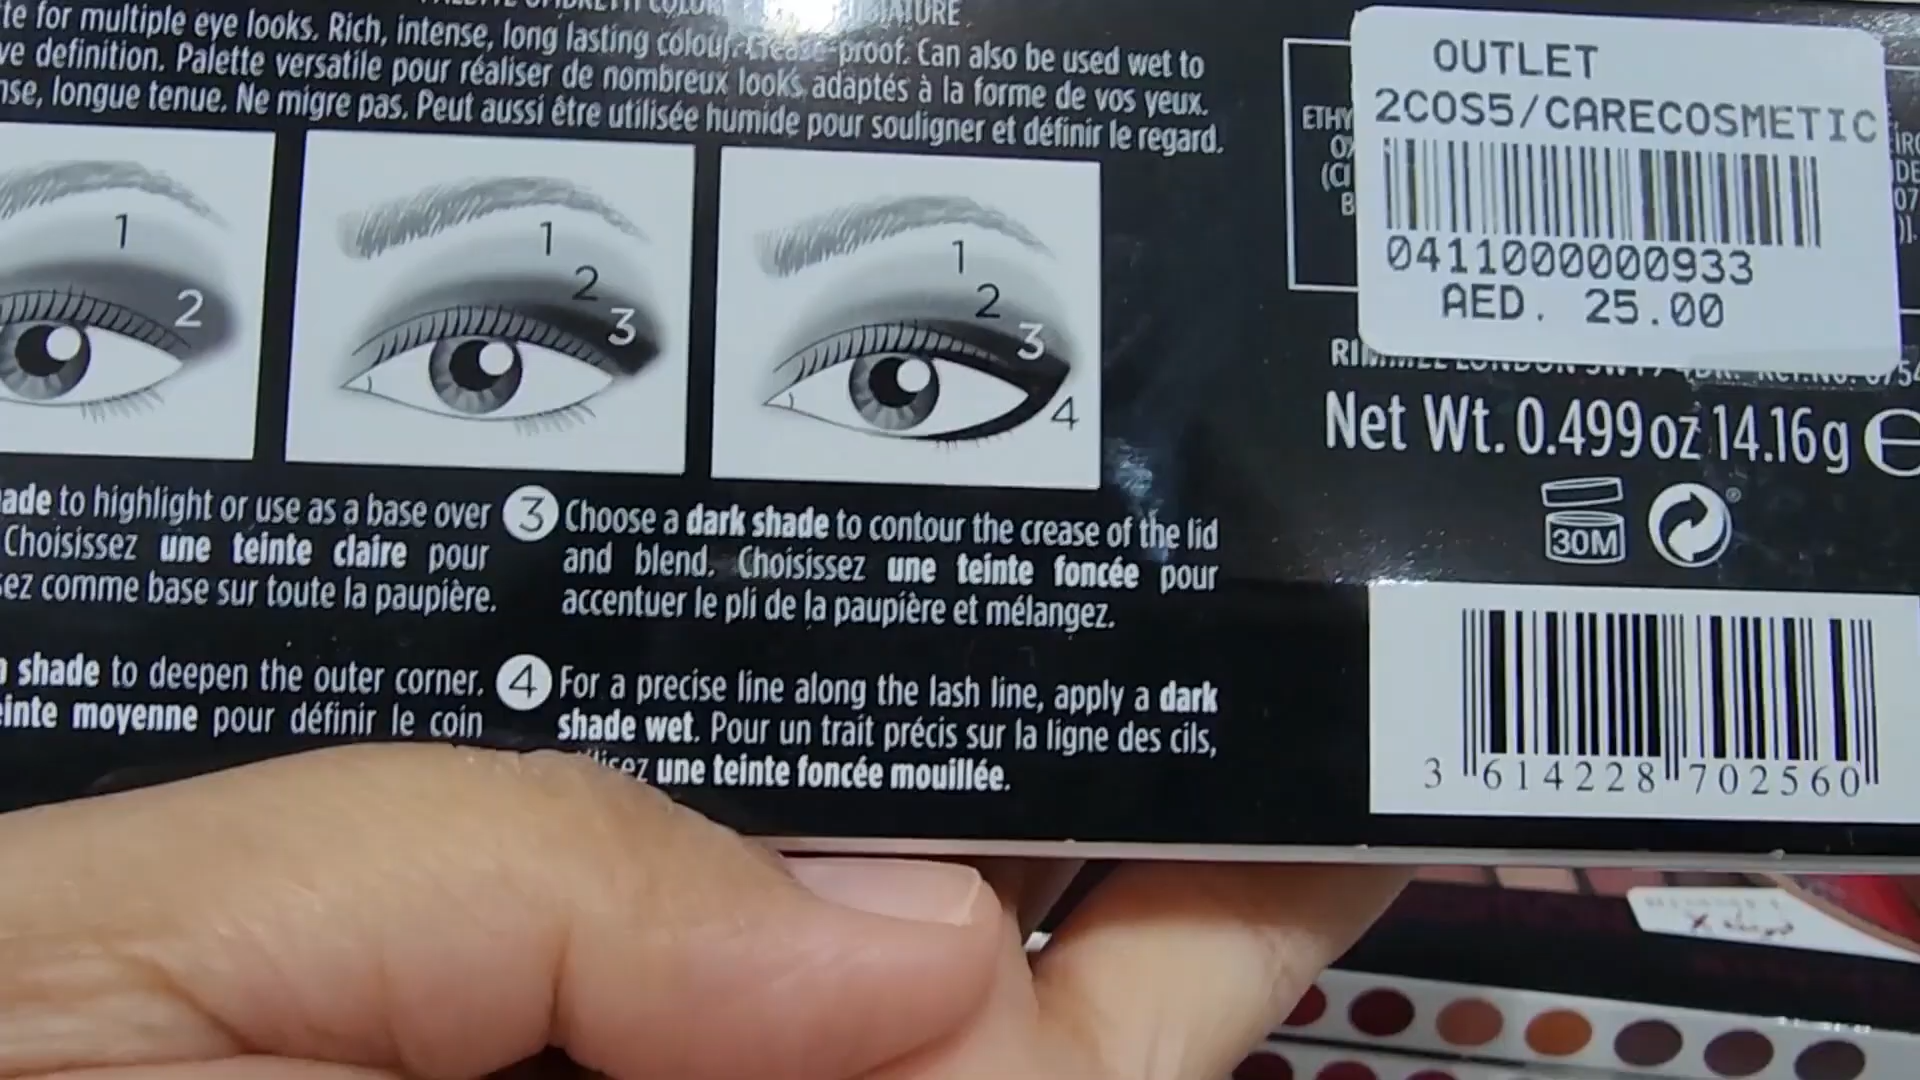 te for multiple eye looks. Rich, intense, long lasting colour. Crease-proof. Can also be used wet to
ve definition. Palette versatile pour réaliser de nombreux looks adaptés à la forme de vos yeux.
nse, longue tenue. Ne migre pas. Peut aussi être utilisée humide pour souligner et définir le regard.
1
2
1
2
3
1
2
3
4
ade to highlight or use as a base over
Choisissez une teinte claire pour
sez comme base sur toute la paupière.
shade to deepen the outer corner.
einte moyenne pour définir le coin
3 Choose a dark shade to contour the crease of the lid
and blend. Choisissez une teinte foncée pour
accentuer le pli de la paupière et mélangez.
4 For a precise line along the lash line, apply a dark
shade wet. Pour un trait précis sur la ligne des cils,
une teinte foncée mouillée.
OUTLET
2COS5/CARECOSMETIC
0411000000933
AED. 25.00
ETHY
Net Wt. 0.499oz 14.16g e
30M
3 614228 702560